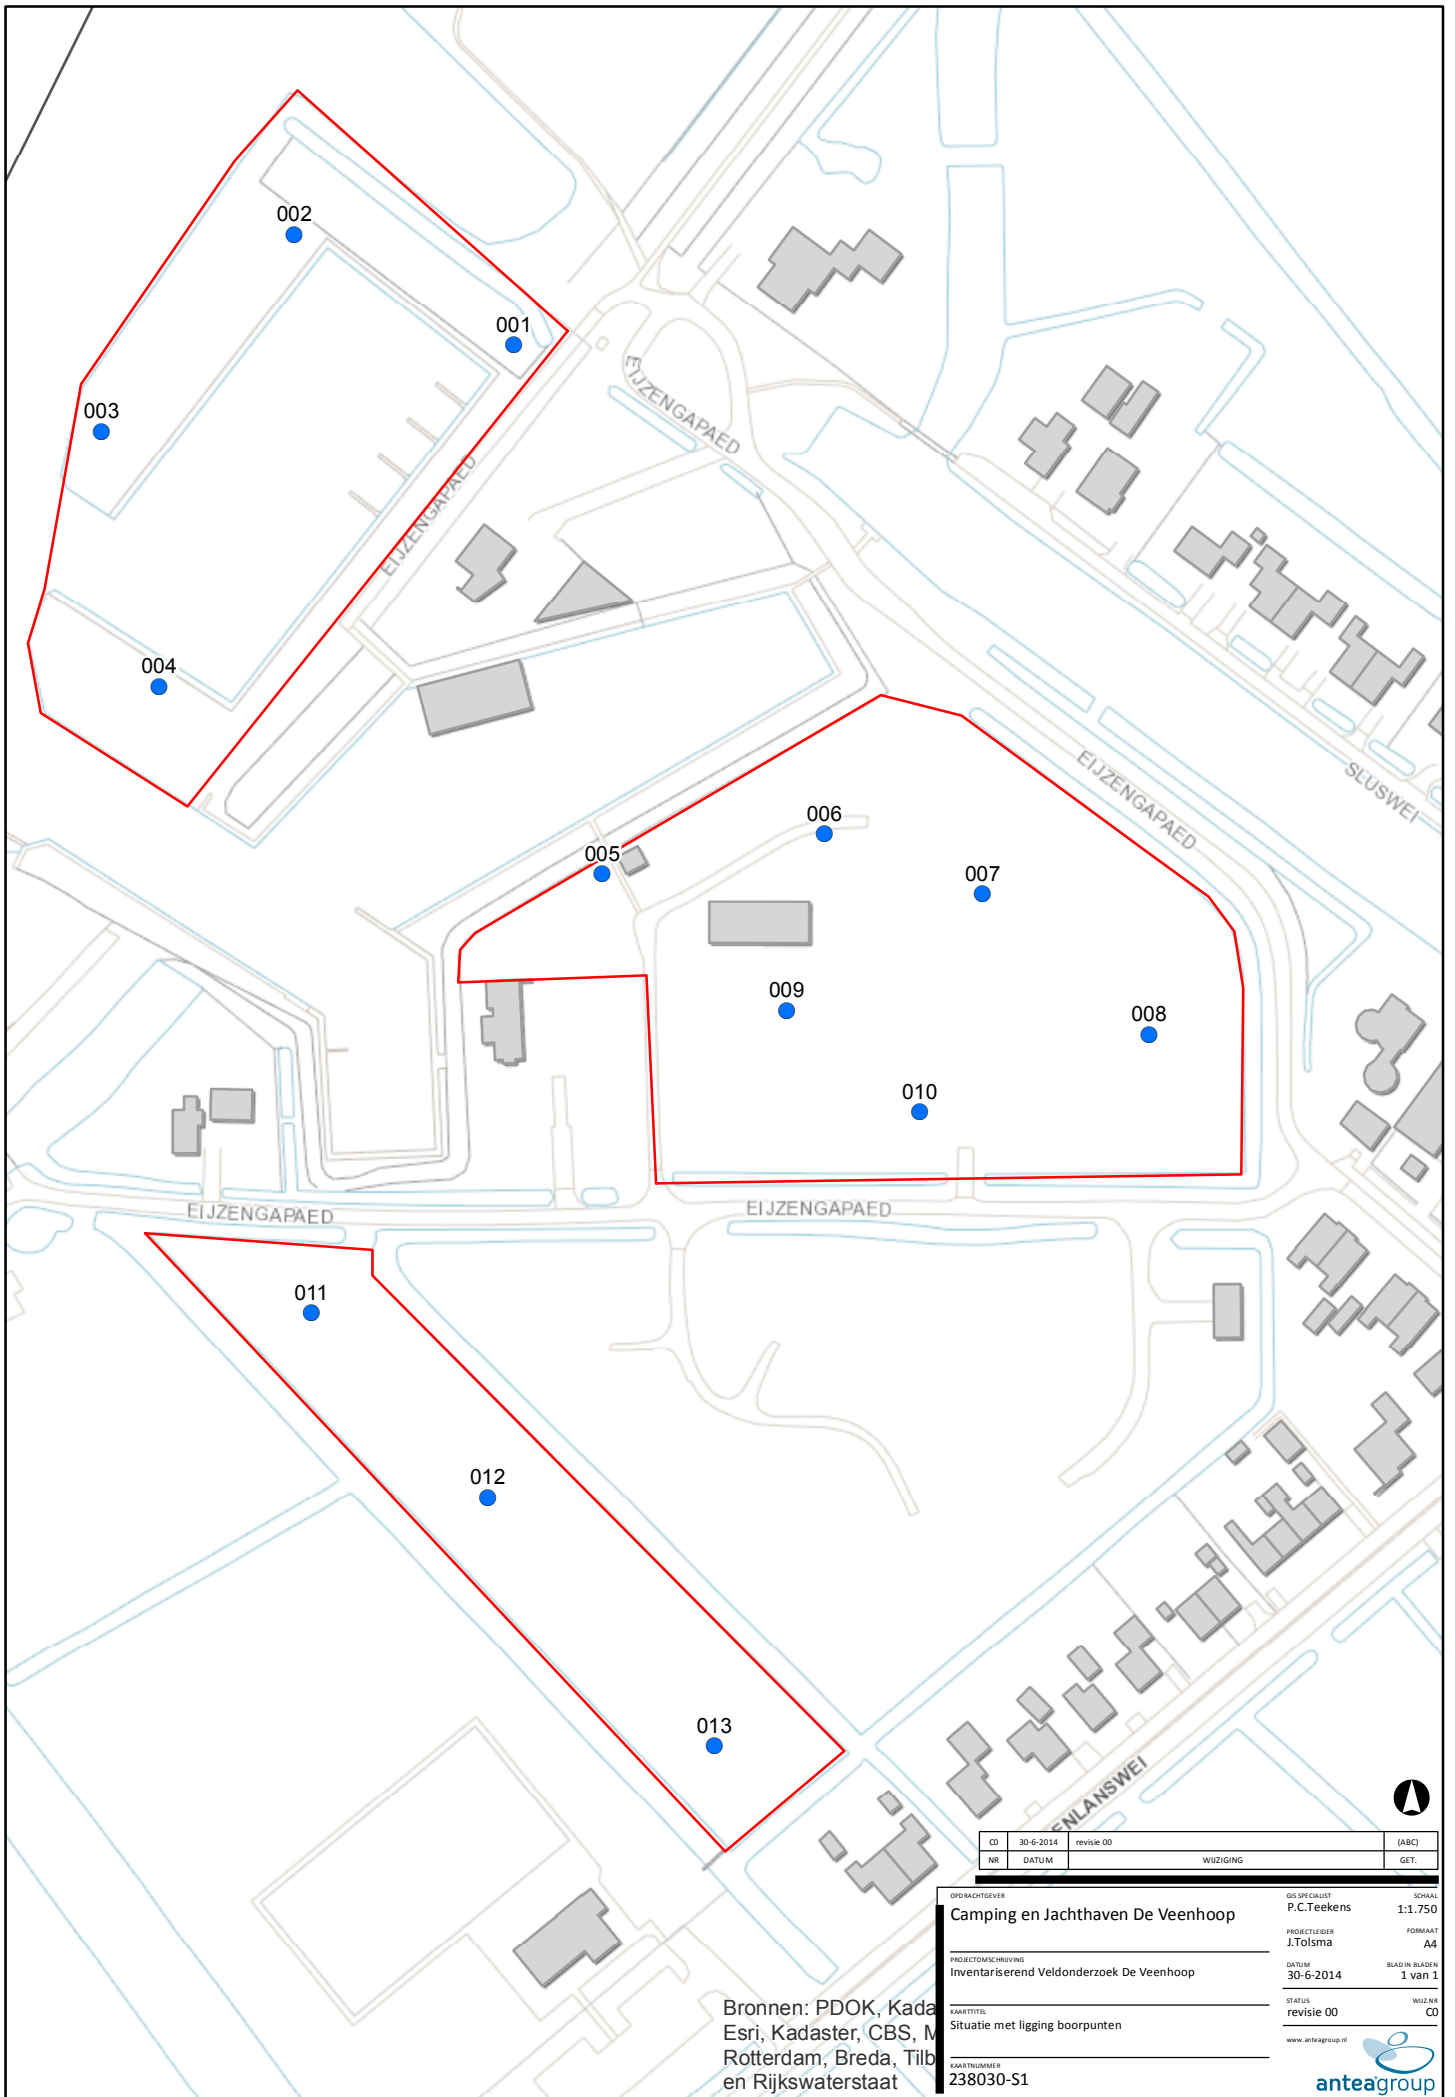 002
001
EIJZENGAPAED
003
EIJZENGAPAED
004
SLUSWEI
EIJZENGAPAED
006
005
007
009
008
010
EIJZENGAPAED
EIJZENGAPAED
011
012
013
ENLANSWEI
C0 30-6-2014 revisie 00 (ABC)
NR DATUM WIJZIGING GET.
OPDRACHTGEVER
Camping en Jachthaven De Veenhoop
PROJECTOMSCHRIJVING
Inventariserend Veldonderzoek De Veenhoop
KAARTTITEL
Situatie met ligging boorpunten
KAARTNUMMER
238030-S1
GIS SPECIALIST SCHAAL
P.C.Teekens 1:1.750
PROJECTLEIDER FORMAAT
J.Tolsma A4
DATUM BLAD IN BLADEN
30-6-2014 1 van 1
STATUS WIJZ.NR
revisie 00 C0
www.anteagroup.nl
anteagroup
Bronnen: PDOK, Kada
Esri, Kadaster, CBS, M
Rotterdam, Breda, Tilb
en Rijkswaterstaat